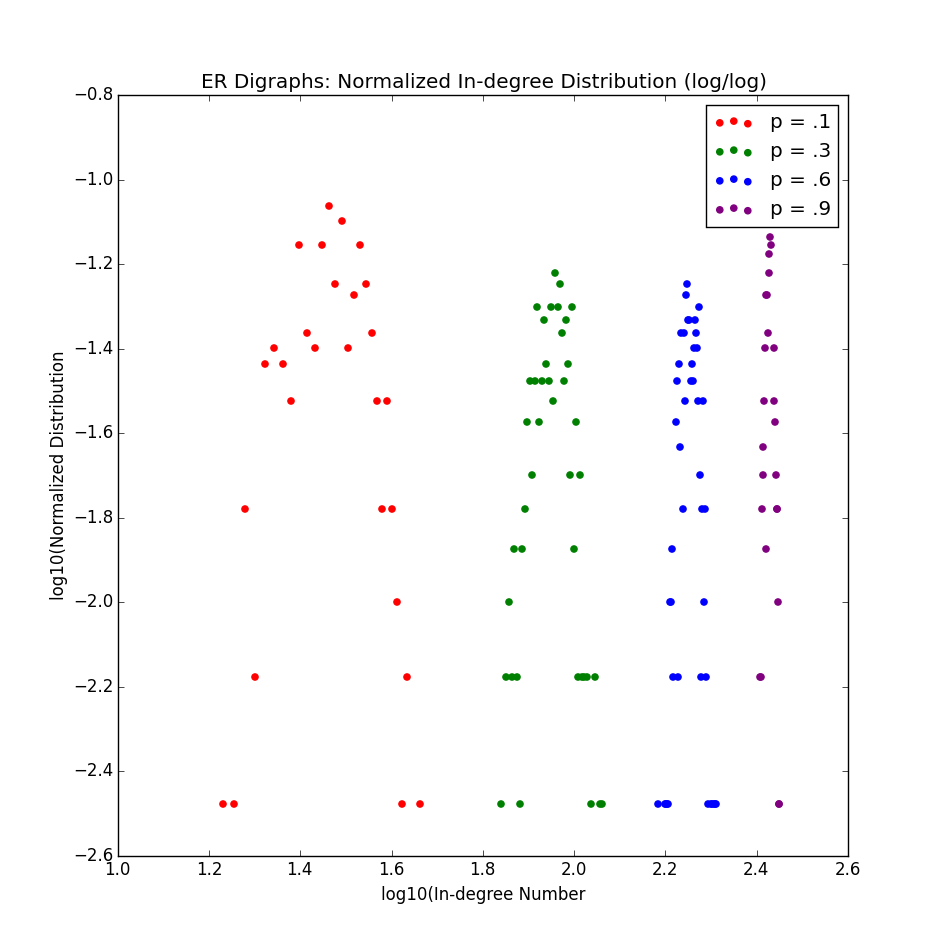 ER Digraphs: Normalized In-degree Distribution (log/log)
−0.8
−1.0
−1.2
−1.4
−1.6
−1.8
−2.0
−2.2
−2.4
−2.6
log10(Normalized Distribution
p = .1
p = .3
p = .6
p = .9
1.0 1.2 1.4 1.6 1.8 2.0 2.2 2.4 2.6
log10(In-degree Number